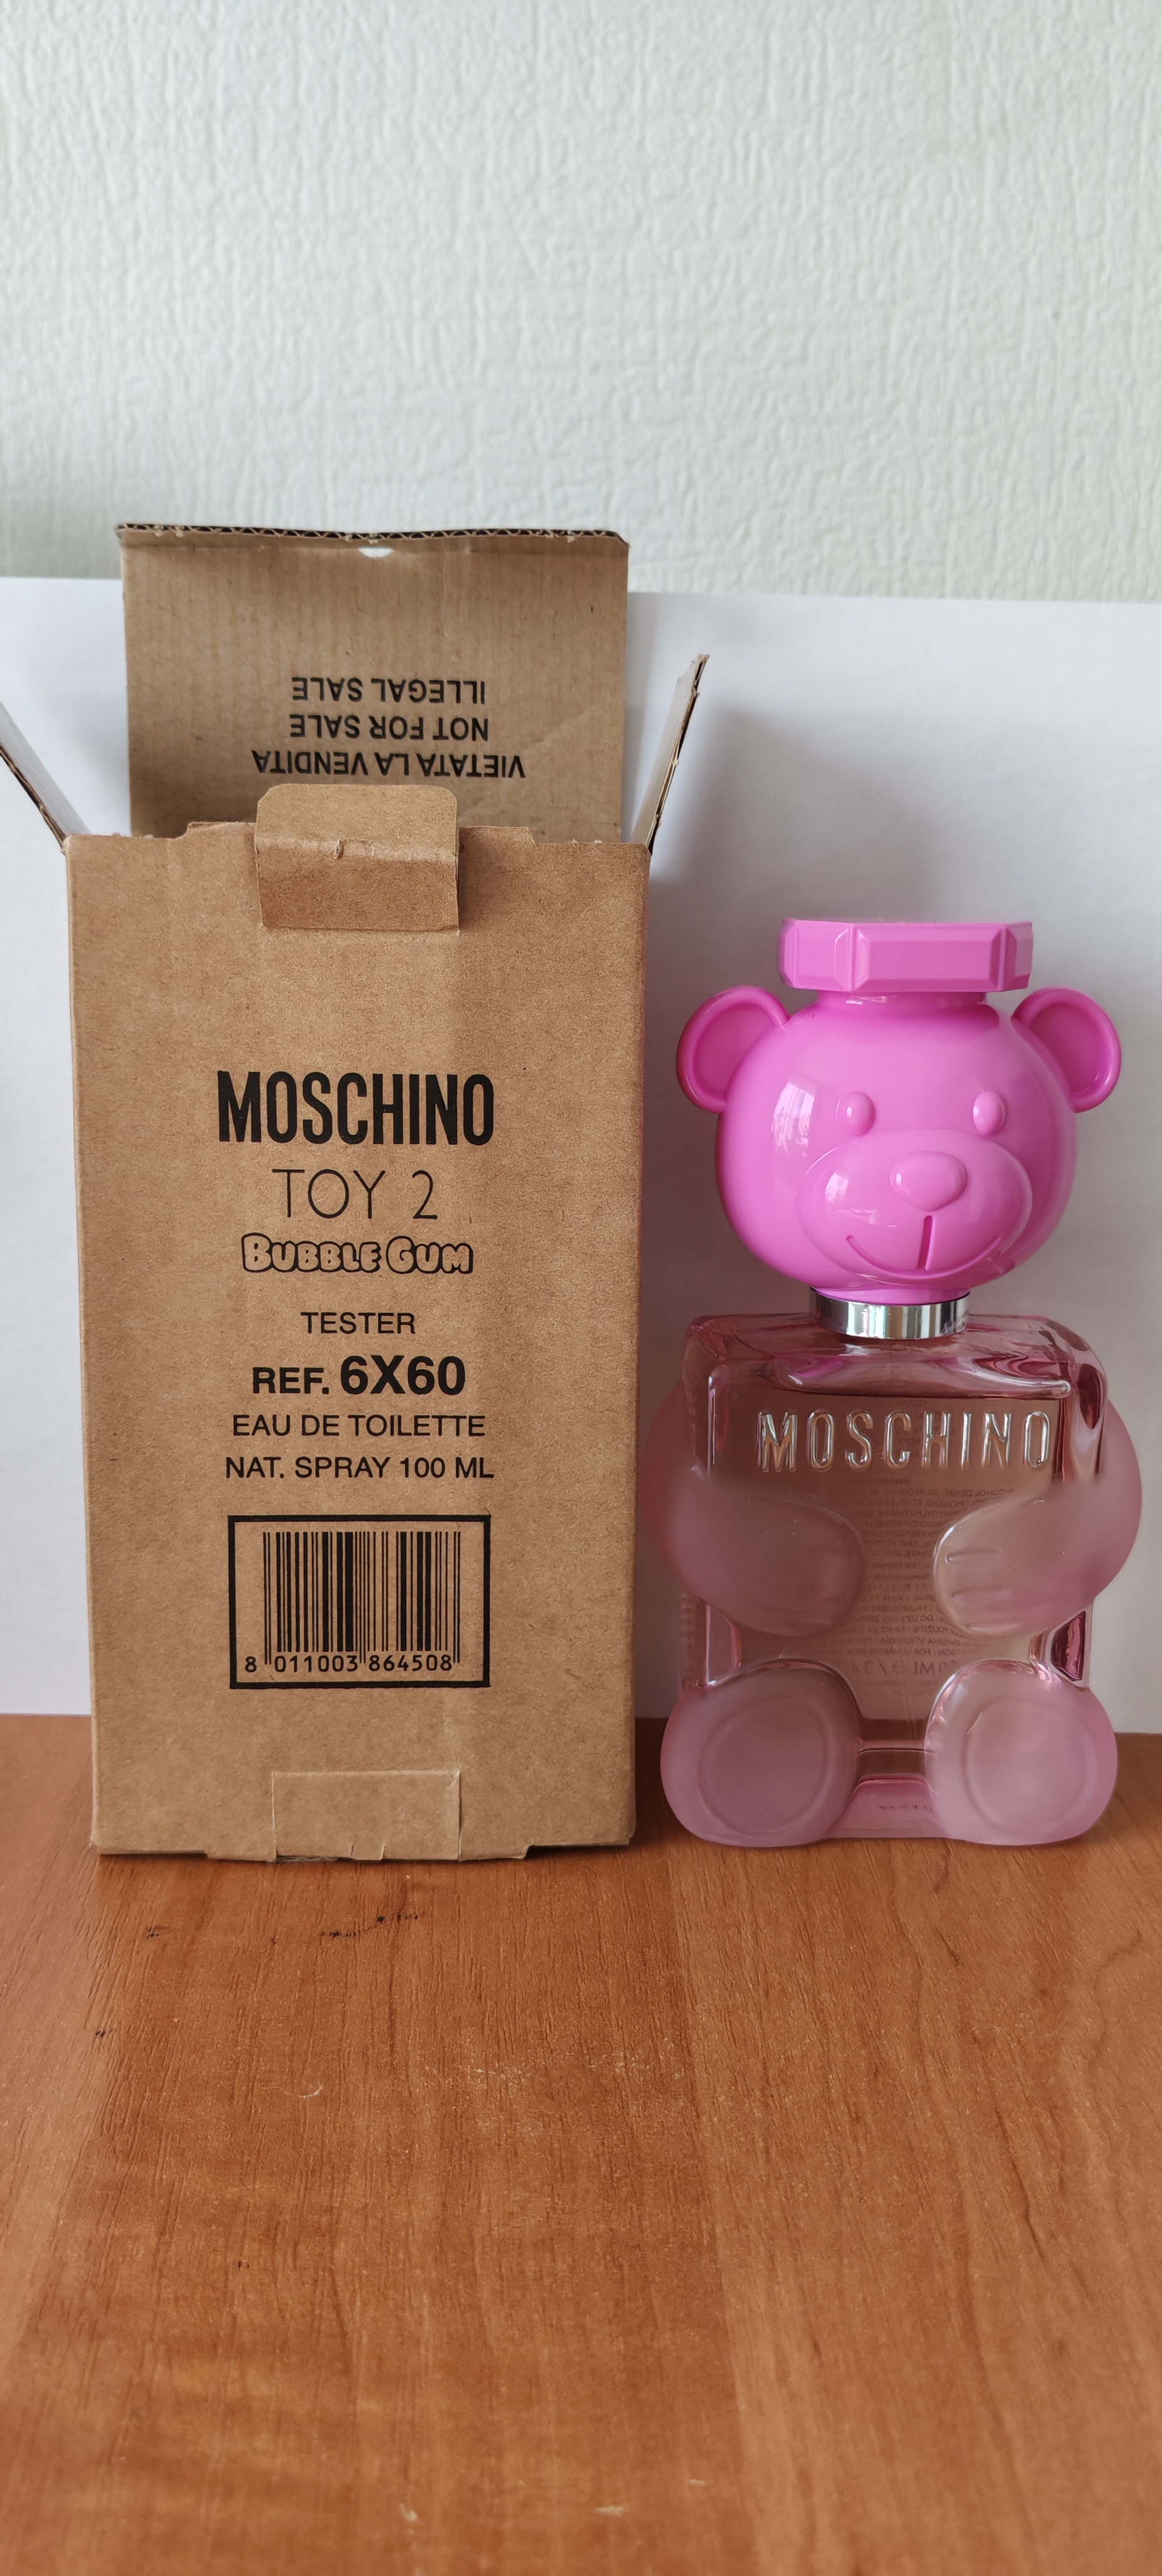 VIETATA LA VENDITA
NOT FOR SALE
ILLEGAL SALE
MOSCHINO
TOY 2
BUBBLE GUM
TESTER
REF. 6X60
EAU DE TOILETTE
NAT. SPRAY 100 ML
8 011003 864508
MOSCHINO